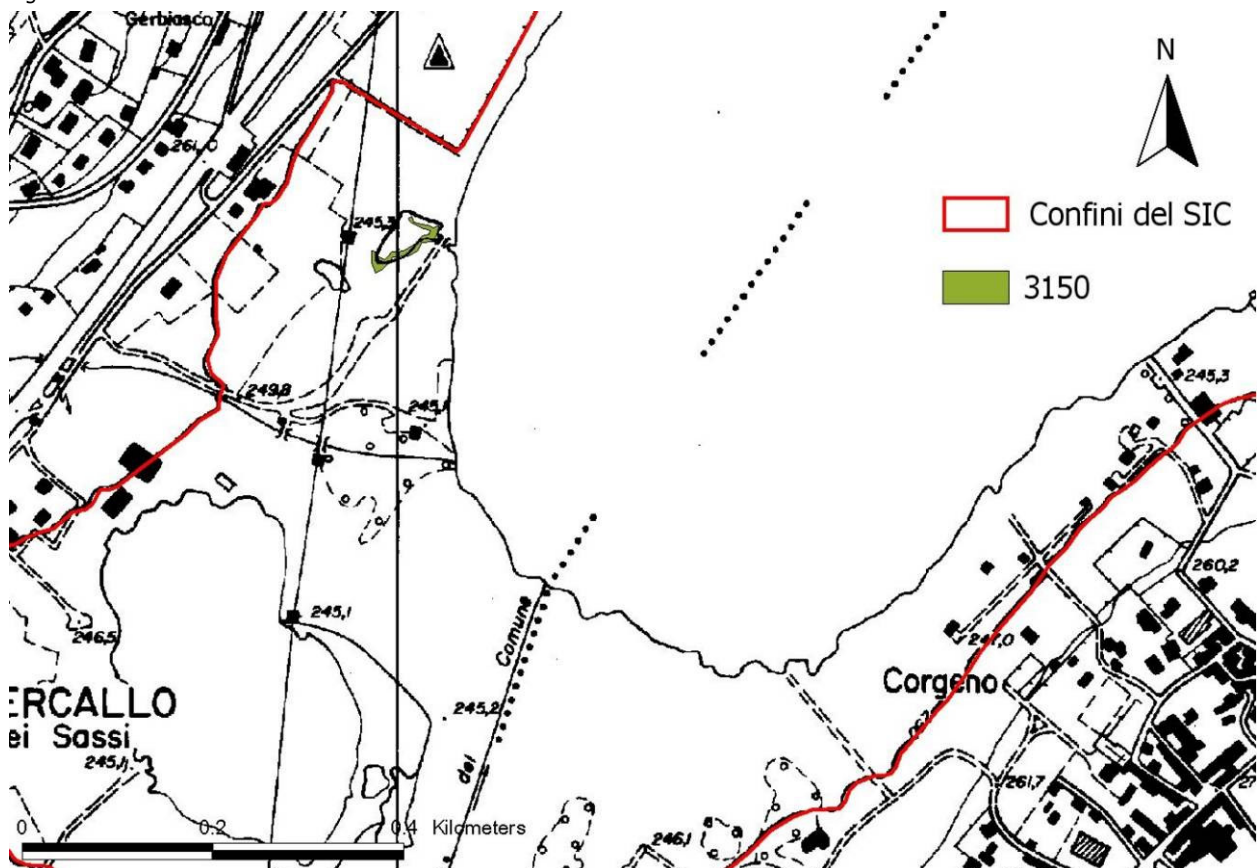 Gerbiasco
N
261,0
245,3
Confini del SIC
3150
249,8
245,1
245,3
260,2
245,1
246,5
Comune
247,0
Corgeno
ERCALLO
ei Sassi
245,2
245,1
del
261,7
0 0.2 0.4 Kilometers
246,1